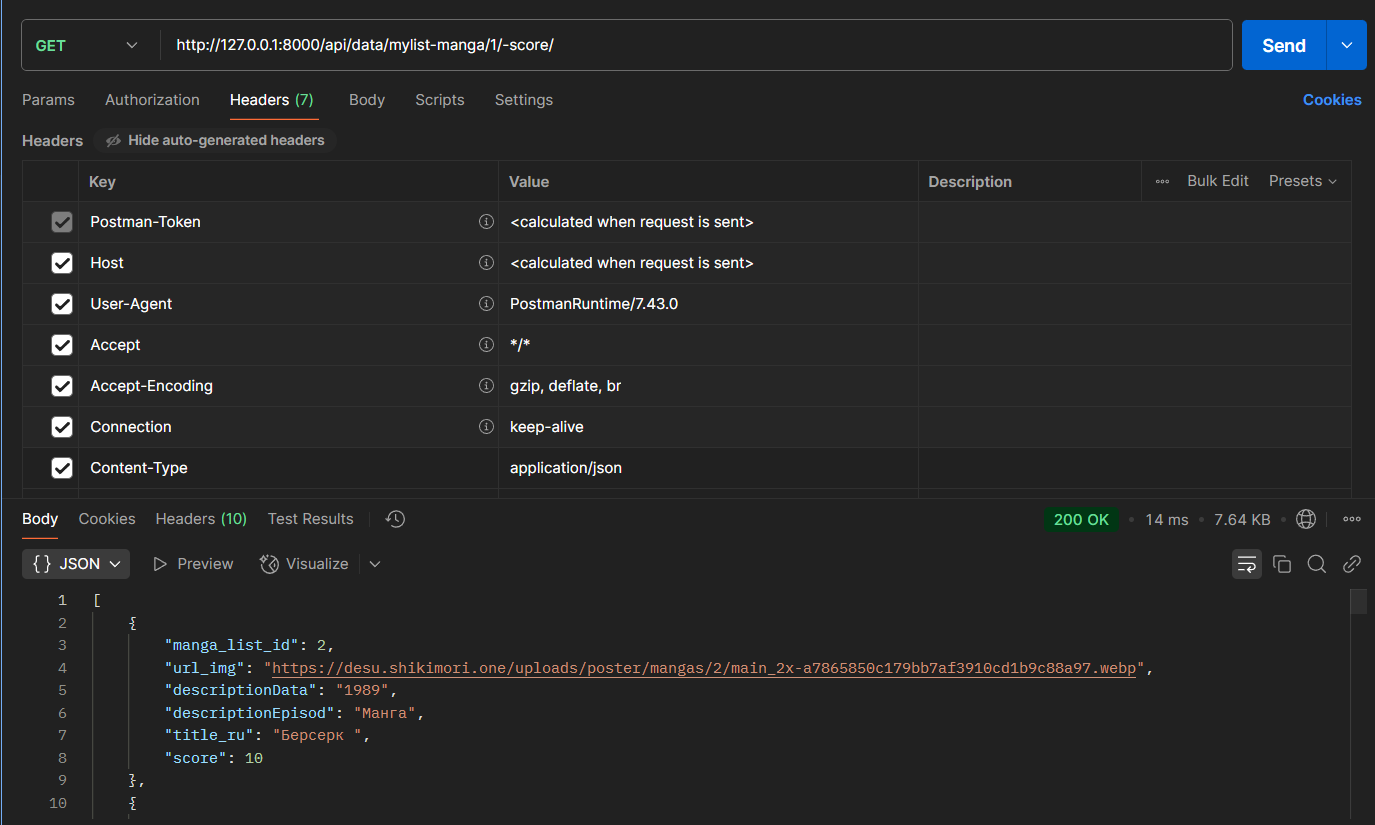 GET http://127.0.0.1:8000/api/data/mylist-manga/1/-score/ Send
Params Authorization Headers (7) Body Scripts Settings Cookies
Headers Hide auto-generated headers
Key Value Description Bulk Edit Presets
Postman-Token <calculated when request is sent>
Host <calculated when request is sent>
User-Agent PostmanRuntime/7.43.0
Accept */*
Accept-Encoding gzip, deflate, br
Connection keep-alive
Content-Type application/json
Body Cookies Headers (10) Test Results 200 OK • 14 ms • 7.64 KB •
{} JSON Preview Visualize
1 [
2 {
3 "manga_list_id": 2,
4 "url_img": "https://desu.shikimori.one/uploads/poster/mangas/2/main_2x-a7865850c179bb7af3910cd1b9c88a97.webp",
5 "descriptionData": "1989",
6 "descriptionEpisod": "Манга",
7 "title_ru": "Берсерк ",
8 "score": 10
9 },
10 {